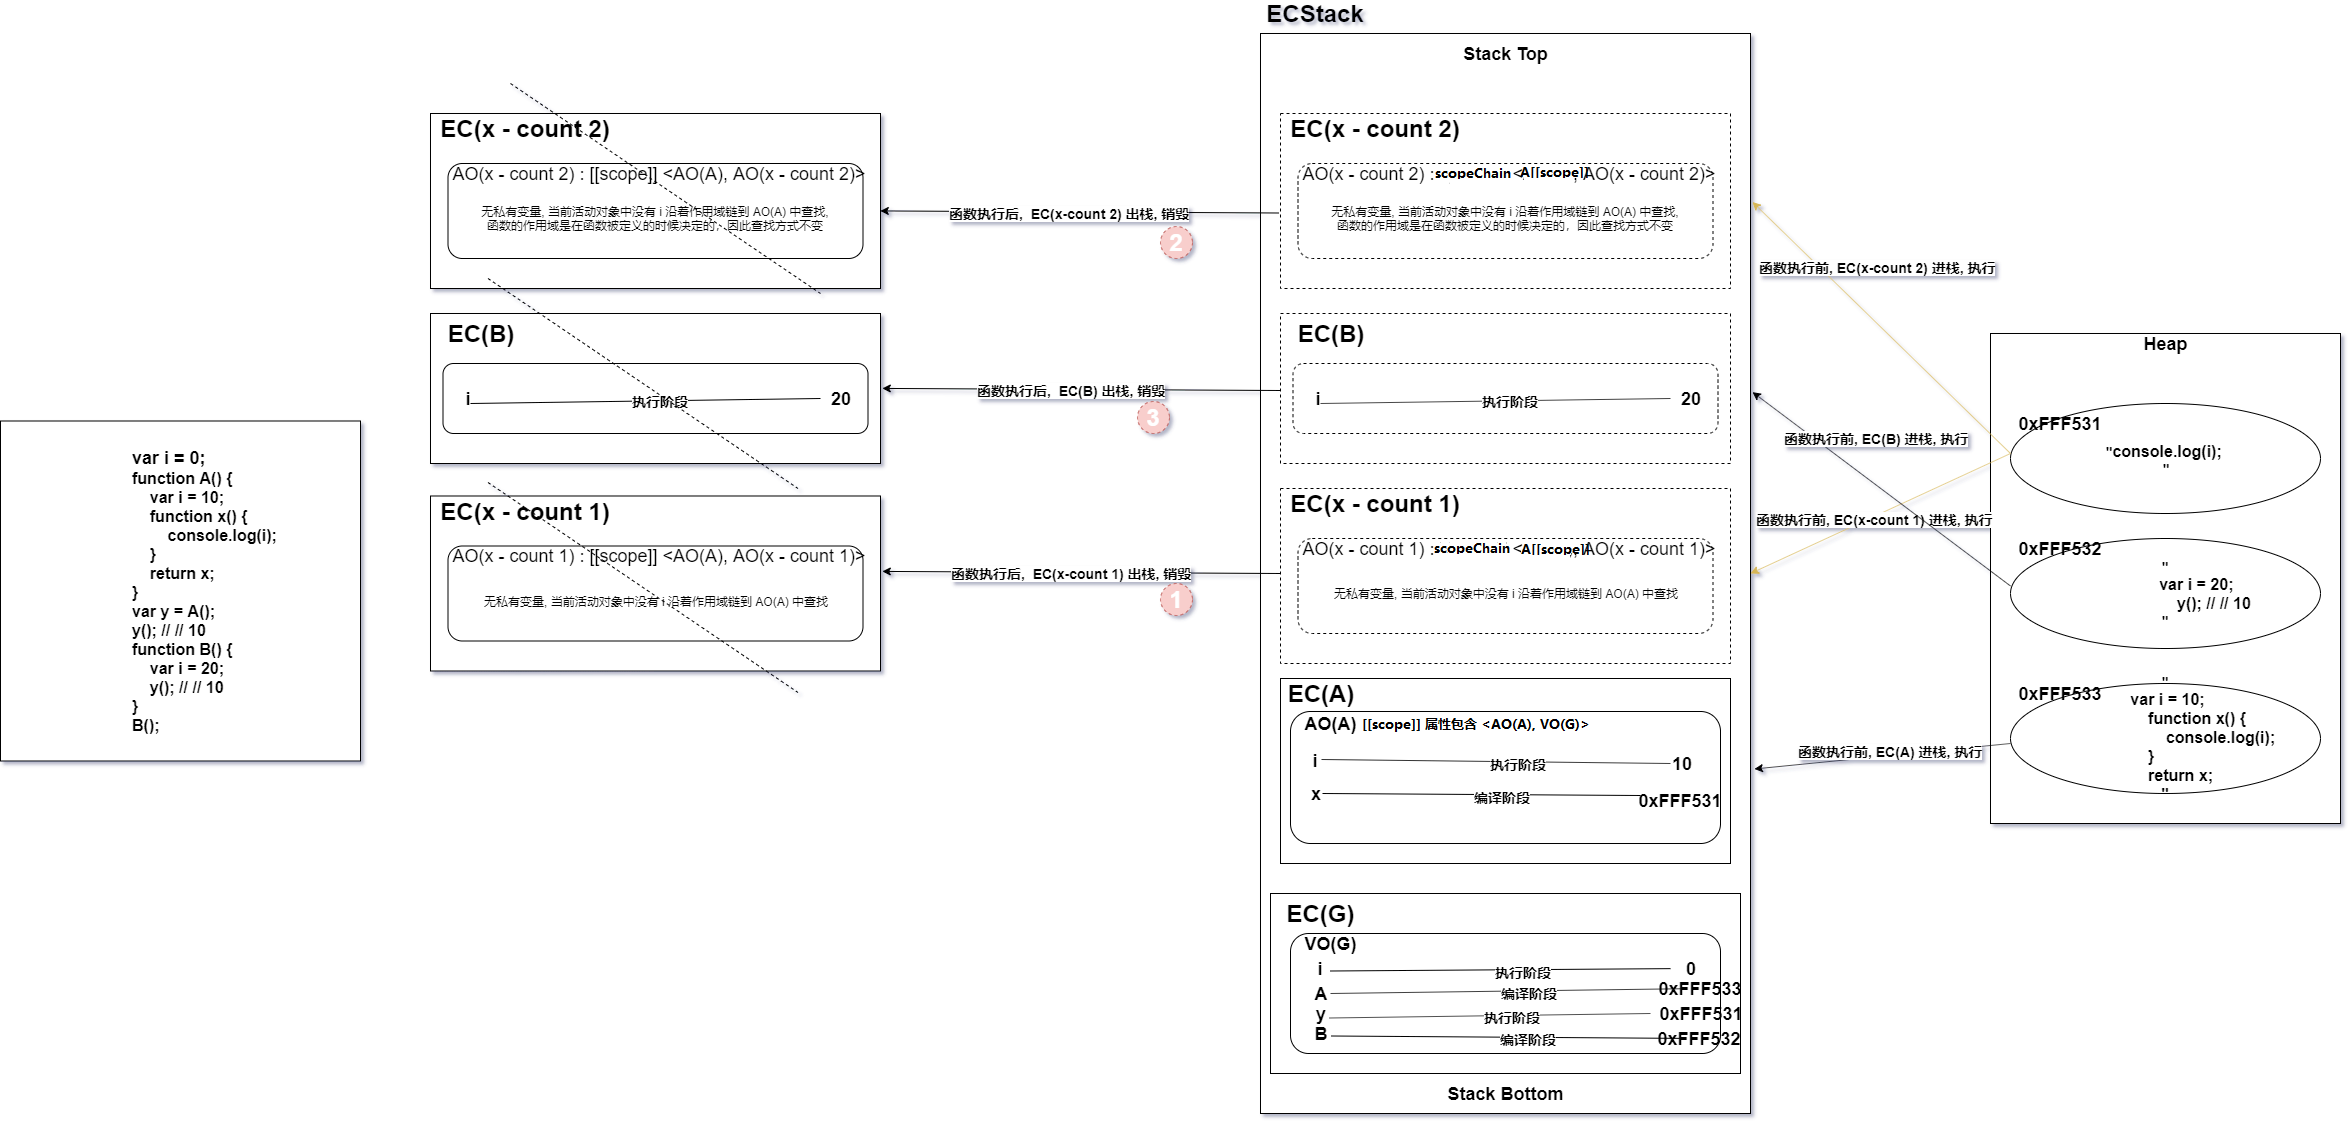 ECStack
Stack Top
var i = 0;
function A() {
var i = 10;
function x() {
console.log(i);
}
return x;
}
var y = A();
y(); // // 10
function B() {
var i = 20;
y(); // // 10
}
B();
EC(x - count 2)
AO(x - count 2) : [[scope]] <AO(A), AO(x - count 2)>
无私有变量, 当前活动对象中没有 i 沿着作用域链到 AO(A) 中查找,
函数的作用域是在函数被定义的时候决定的，因此查找方式不变
EC(B)
i 执行阶段 20
EC(x - count 1)
AO(x - count 1) : [[scope]] <AO(A), AO(x - count 1)>
无私有变量, 当前活动对象中没有 i 沿着作用域链到 AO(A) 中查找
函数执行后，EC(x-count 2) 出栈, 销毁
2
函数执行后，EC(B) 出栈, 销毁
3
函数执行后，EC(x-count 1) 出栈, 销毁
1
EC(x - count 2)
AO(x - count 2) :scopeChain <A[[scope]], AO(x - count 2)>
无私有变量, 当前活动对象中没有 i 沿着作用域链到 AO(A) 中查找,
函数的作用域是在函数被定义的时候决定的，因此查找方式不变
EC(B)
i 执行阶段 20
EC(x - count 1)
AO(x - count 1) :scopeChain <A[[scope]], AO(x - count 1)>
无私有变量, 当前活动对象中没有 i 沿着作用域链到 AO(A) 中查找
EC(A)
AO(A) [[scope]] 属性包含 <AO(A), VO(G)>
i 执行阶段 10
x 编译阶段 0xFFF531
EC(G)
VO(G)
i 执行阶段 0
A 编译阶段 0xFFF533
y 执行阶段 0xFFF531
B 编译阶段 0xFFF532
Stack Bottom
函数执行前, EC(x-count 2) 进栈, 执行
函数执行前, EC(B) 进栈, 执行
函数执行前, EC(x-count 1) 进栈, 执行
函数执行前, EC(A) 进栈, 执行
Heap
0xFFF531
"console.log(i);
"
0xFFF532
"
var i = 20;
y(); // // 10
"
0xFFF533
"
var i = 10;
function x() {
console.log(i);
}
return x;
"